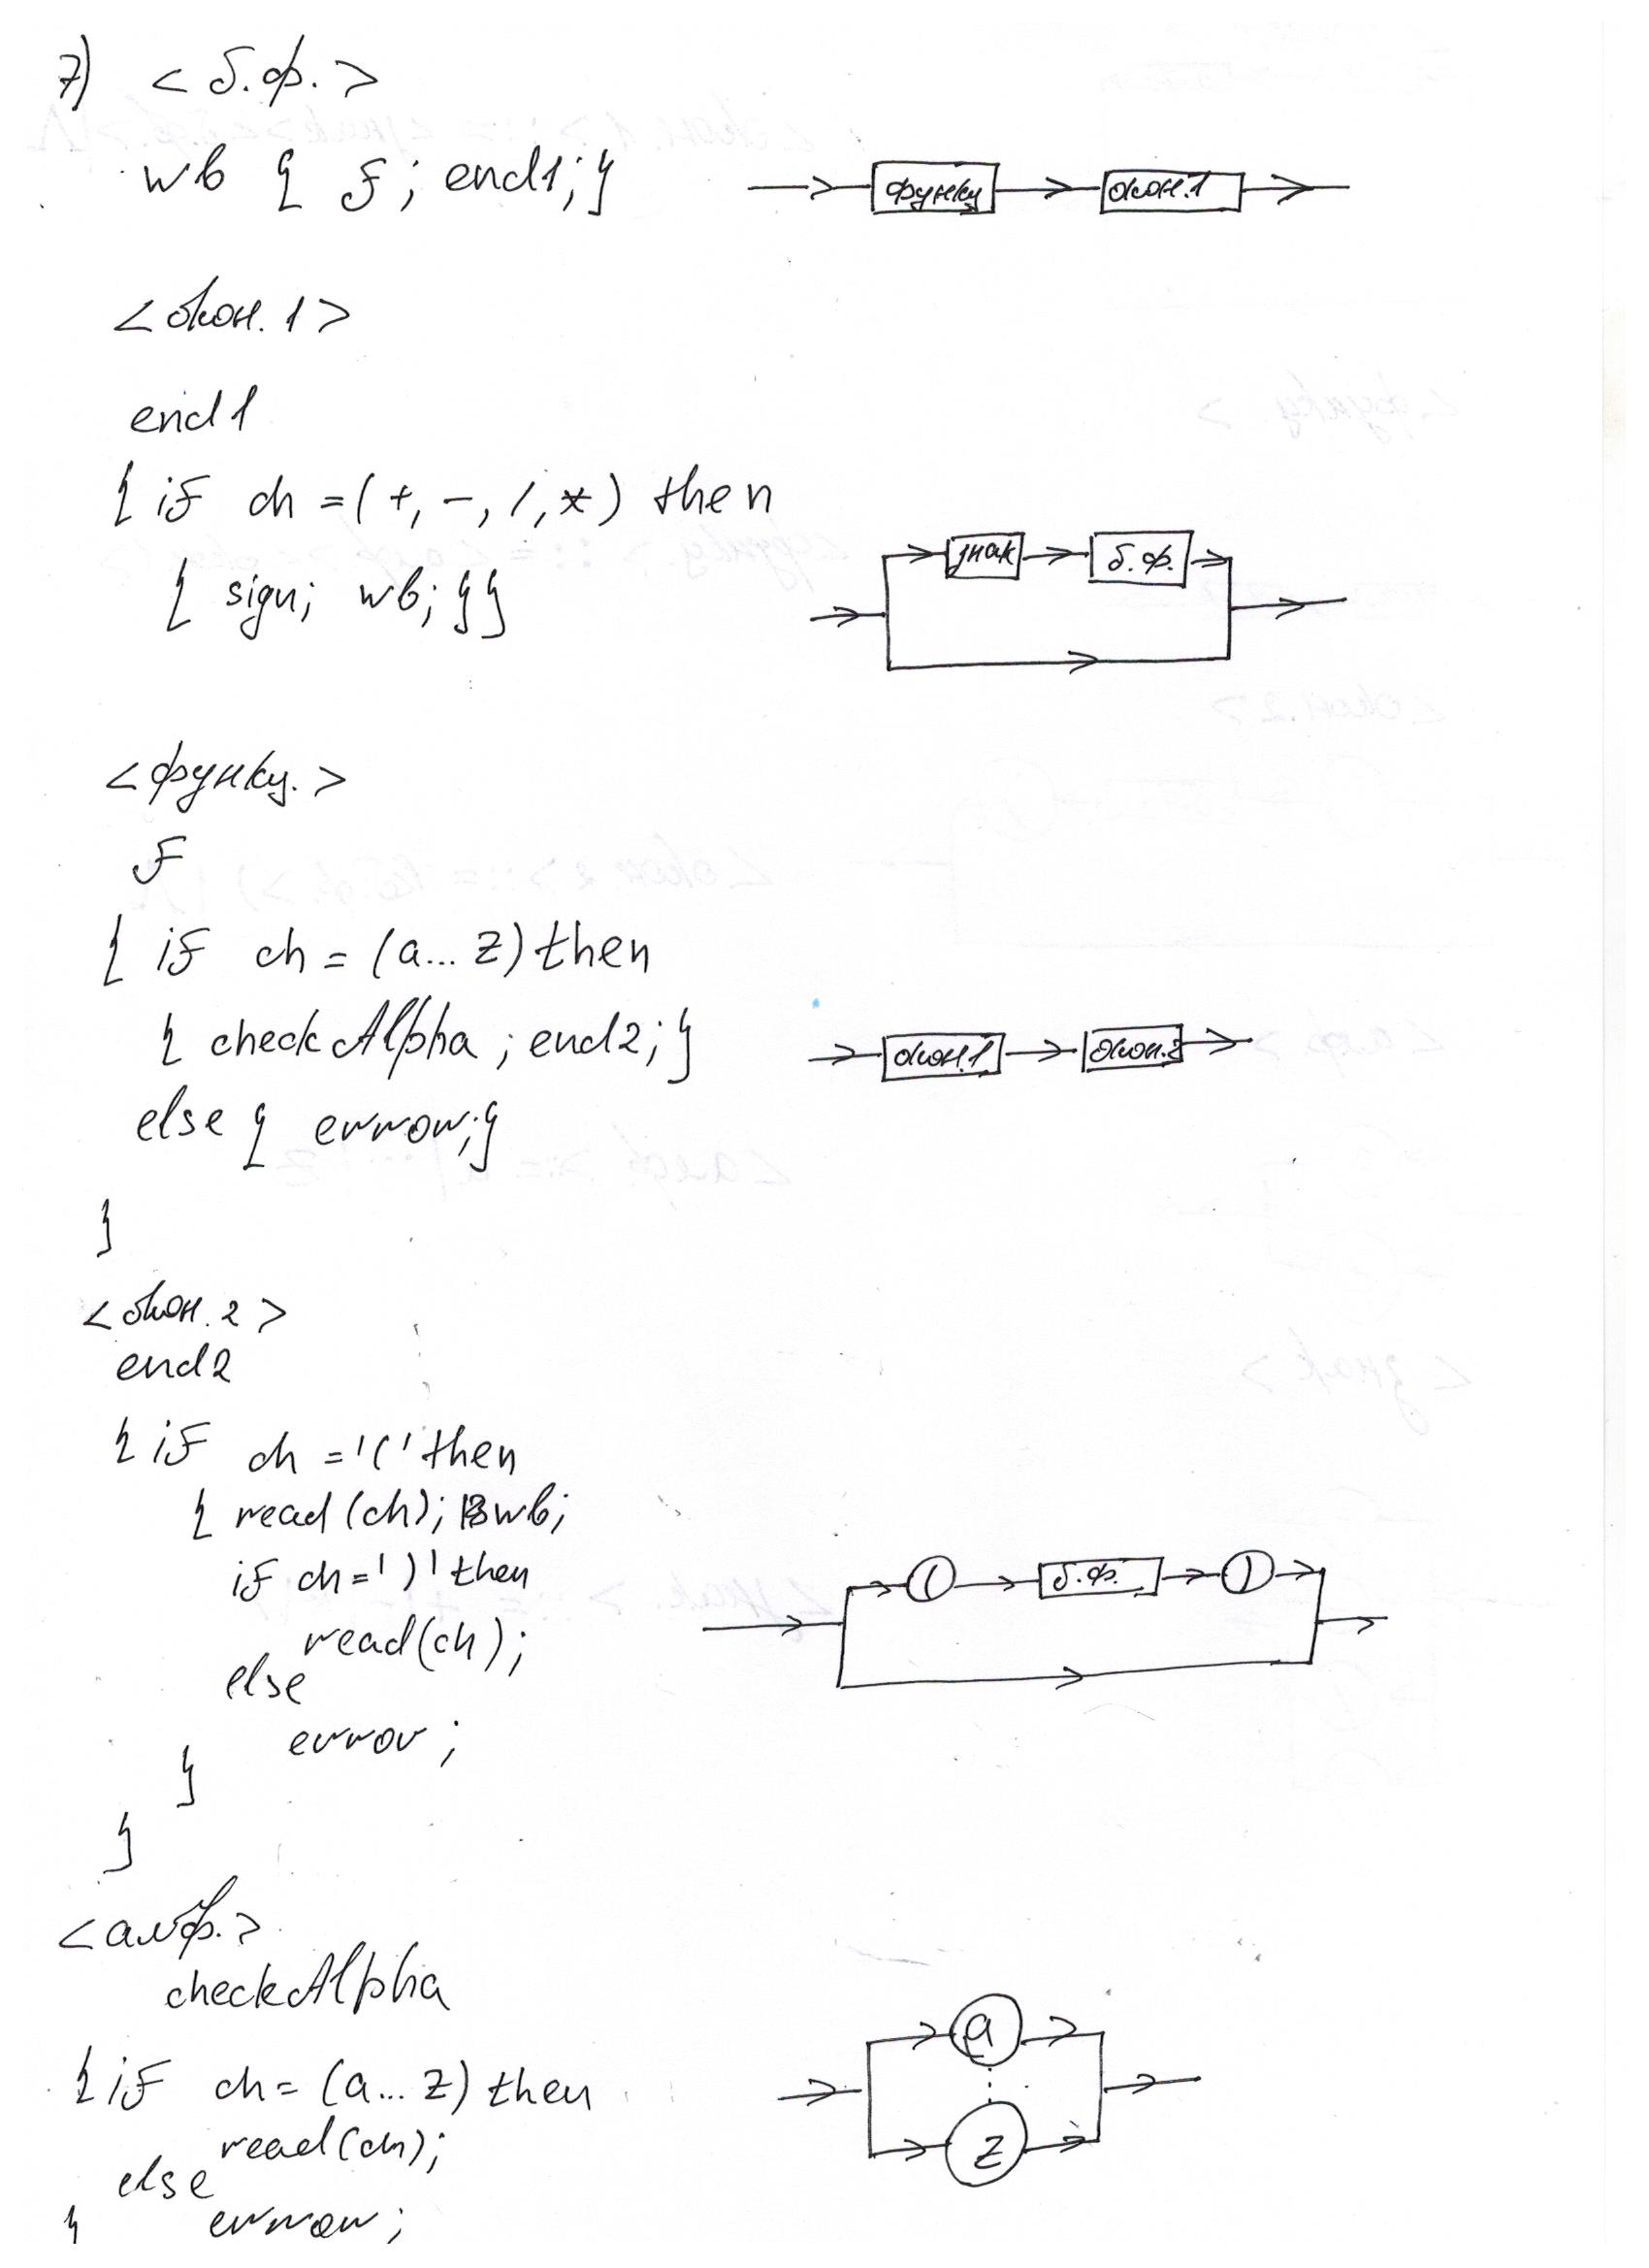 7) <б.ф.>
wb { f; end1; }
функц
окон.1
<окон.1>
end1
{ if ch = (+, -, /, *) then
{ sign; wb; } }
знак
б.ф.
<функц.>
f
{ if ch = (a... z) then
{ checkAlpha; end2; }
окон.1
окон.2
else { error; }
}
<окон.2>
end2
{ if ch = '(' then
{ read (ch); wb;
if ch = ')' then
( б.ф. )
read (ch);
else
error;
}
}
<алф.>
checkAlpha
a
{ if ch = (a... z) then
z
read (ch);
else
} error;